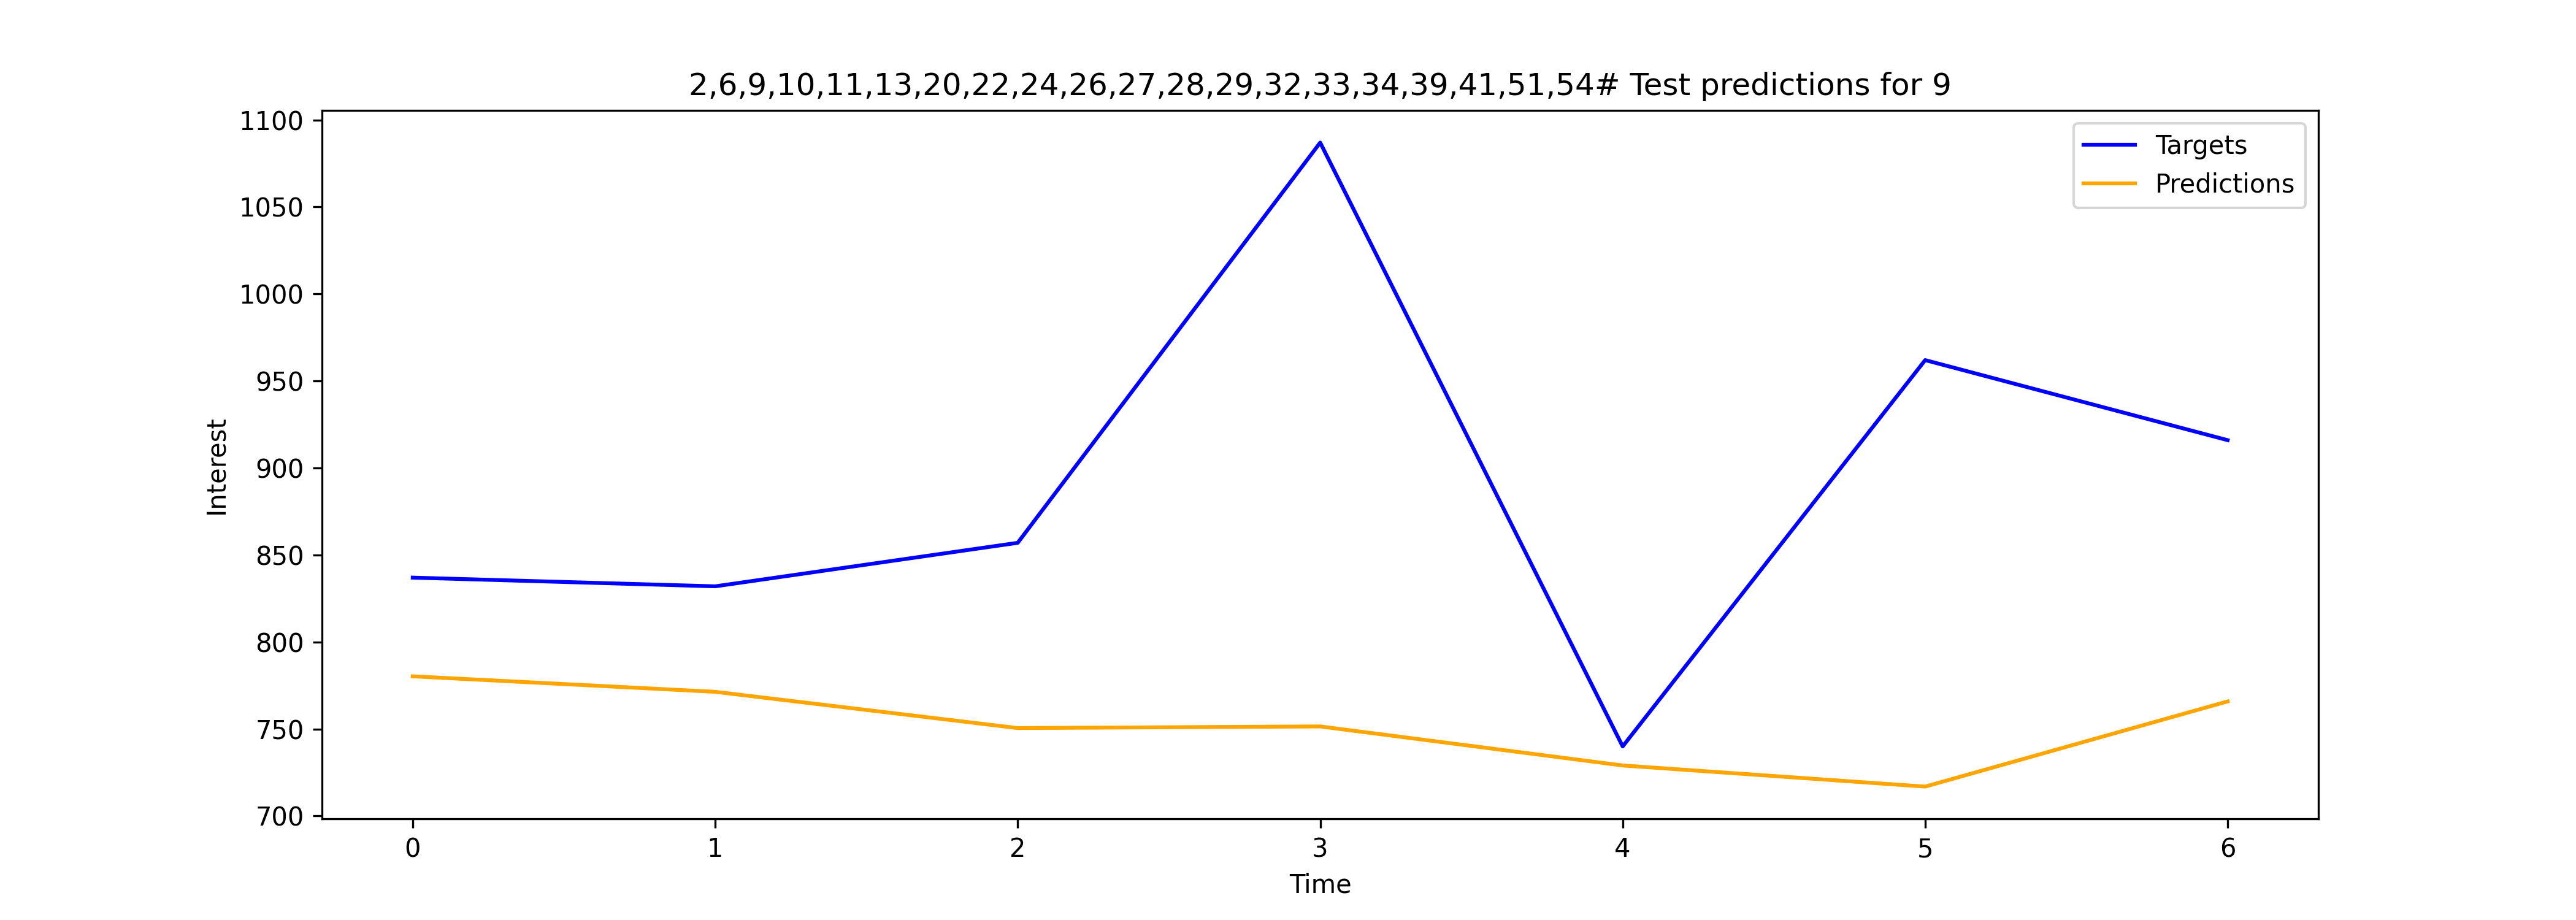 2,6,9,10,11,13,20,22,24,26,27,28,29,32,33,34,39,41,51,54# Test predictions for 9
Targets
Predictions
1100
1050
1000
950
900
850
800
750
700
Interest
0 1 2 3 4 5 6
Time